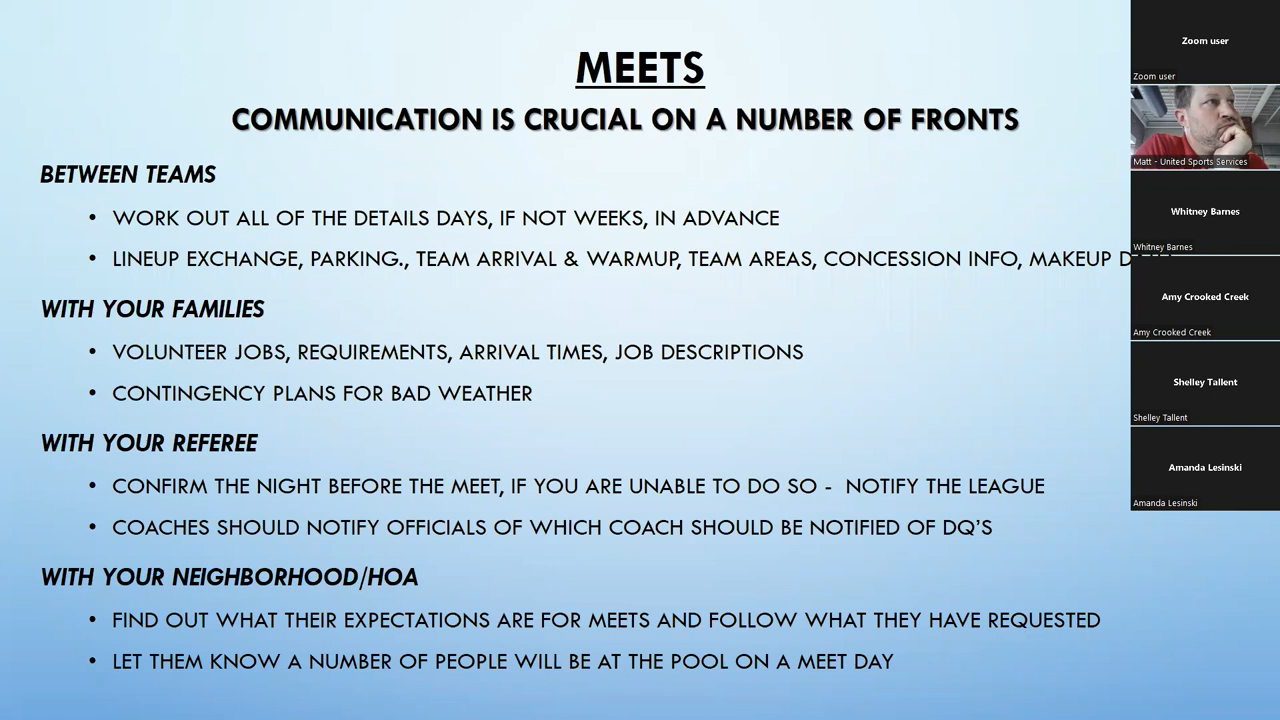 MEETS
COMMUNICATION IS CRUCIAL ON A NUMBER OF FRONTS
BETWEEN TEAMS
• WORK OUT ALL OF THE DETAILS DAYS, IF NOT WEEKS, IN ADVANCE
• LINEUP EXCHANGE, PARKING., TEAM ARRIVAL & WARMUP, TEAM AREAS, CONCESSION INFO, MAKEUP
WITH YOUR FAMILIES
• VOLUNTEER JOBS, REQUIREMENTS, ARRIVAL TIMES, JOB DESCRIPTIONS
• CONTINGENCY PLANS FOR BAD WEATHER
WITH YOUR REFEREE
• CONFIRM THE NIGHT BEFORE THE MEET, IF YOU ARE UNABLE TO DO SO - NOTIFY THE LEAGUE
• COACHES SHOULD NOTIFY OFFICIALS OF WHICH COACH SHOULD BE NOTIFIED OF DQ'S
WITH YOUR NEIGHBORHOOD/HOA
• FIND OUT WHAT THEIR EXPECTATIONS ARE FOR MEETS AND FOLLOW WHAT THEY HAVE REQUESTED
• LET THEM KNOW A NUMBER OF PEOPLE WILL BE AT THE POOL ON A MEET DAY
Zoom user
Zoom user
Matt - United Sports Services
Whitney Barnes
Whitney Barnes
Amy Crooked Creek
Amy Crooked Creek
Shelley Tallent
Shelley Tallent
Amanda Lesinski
Amanda Lesinski